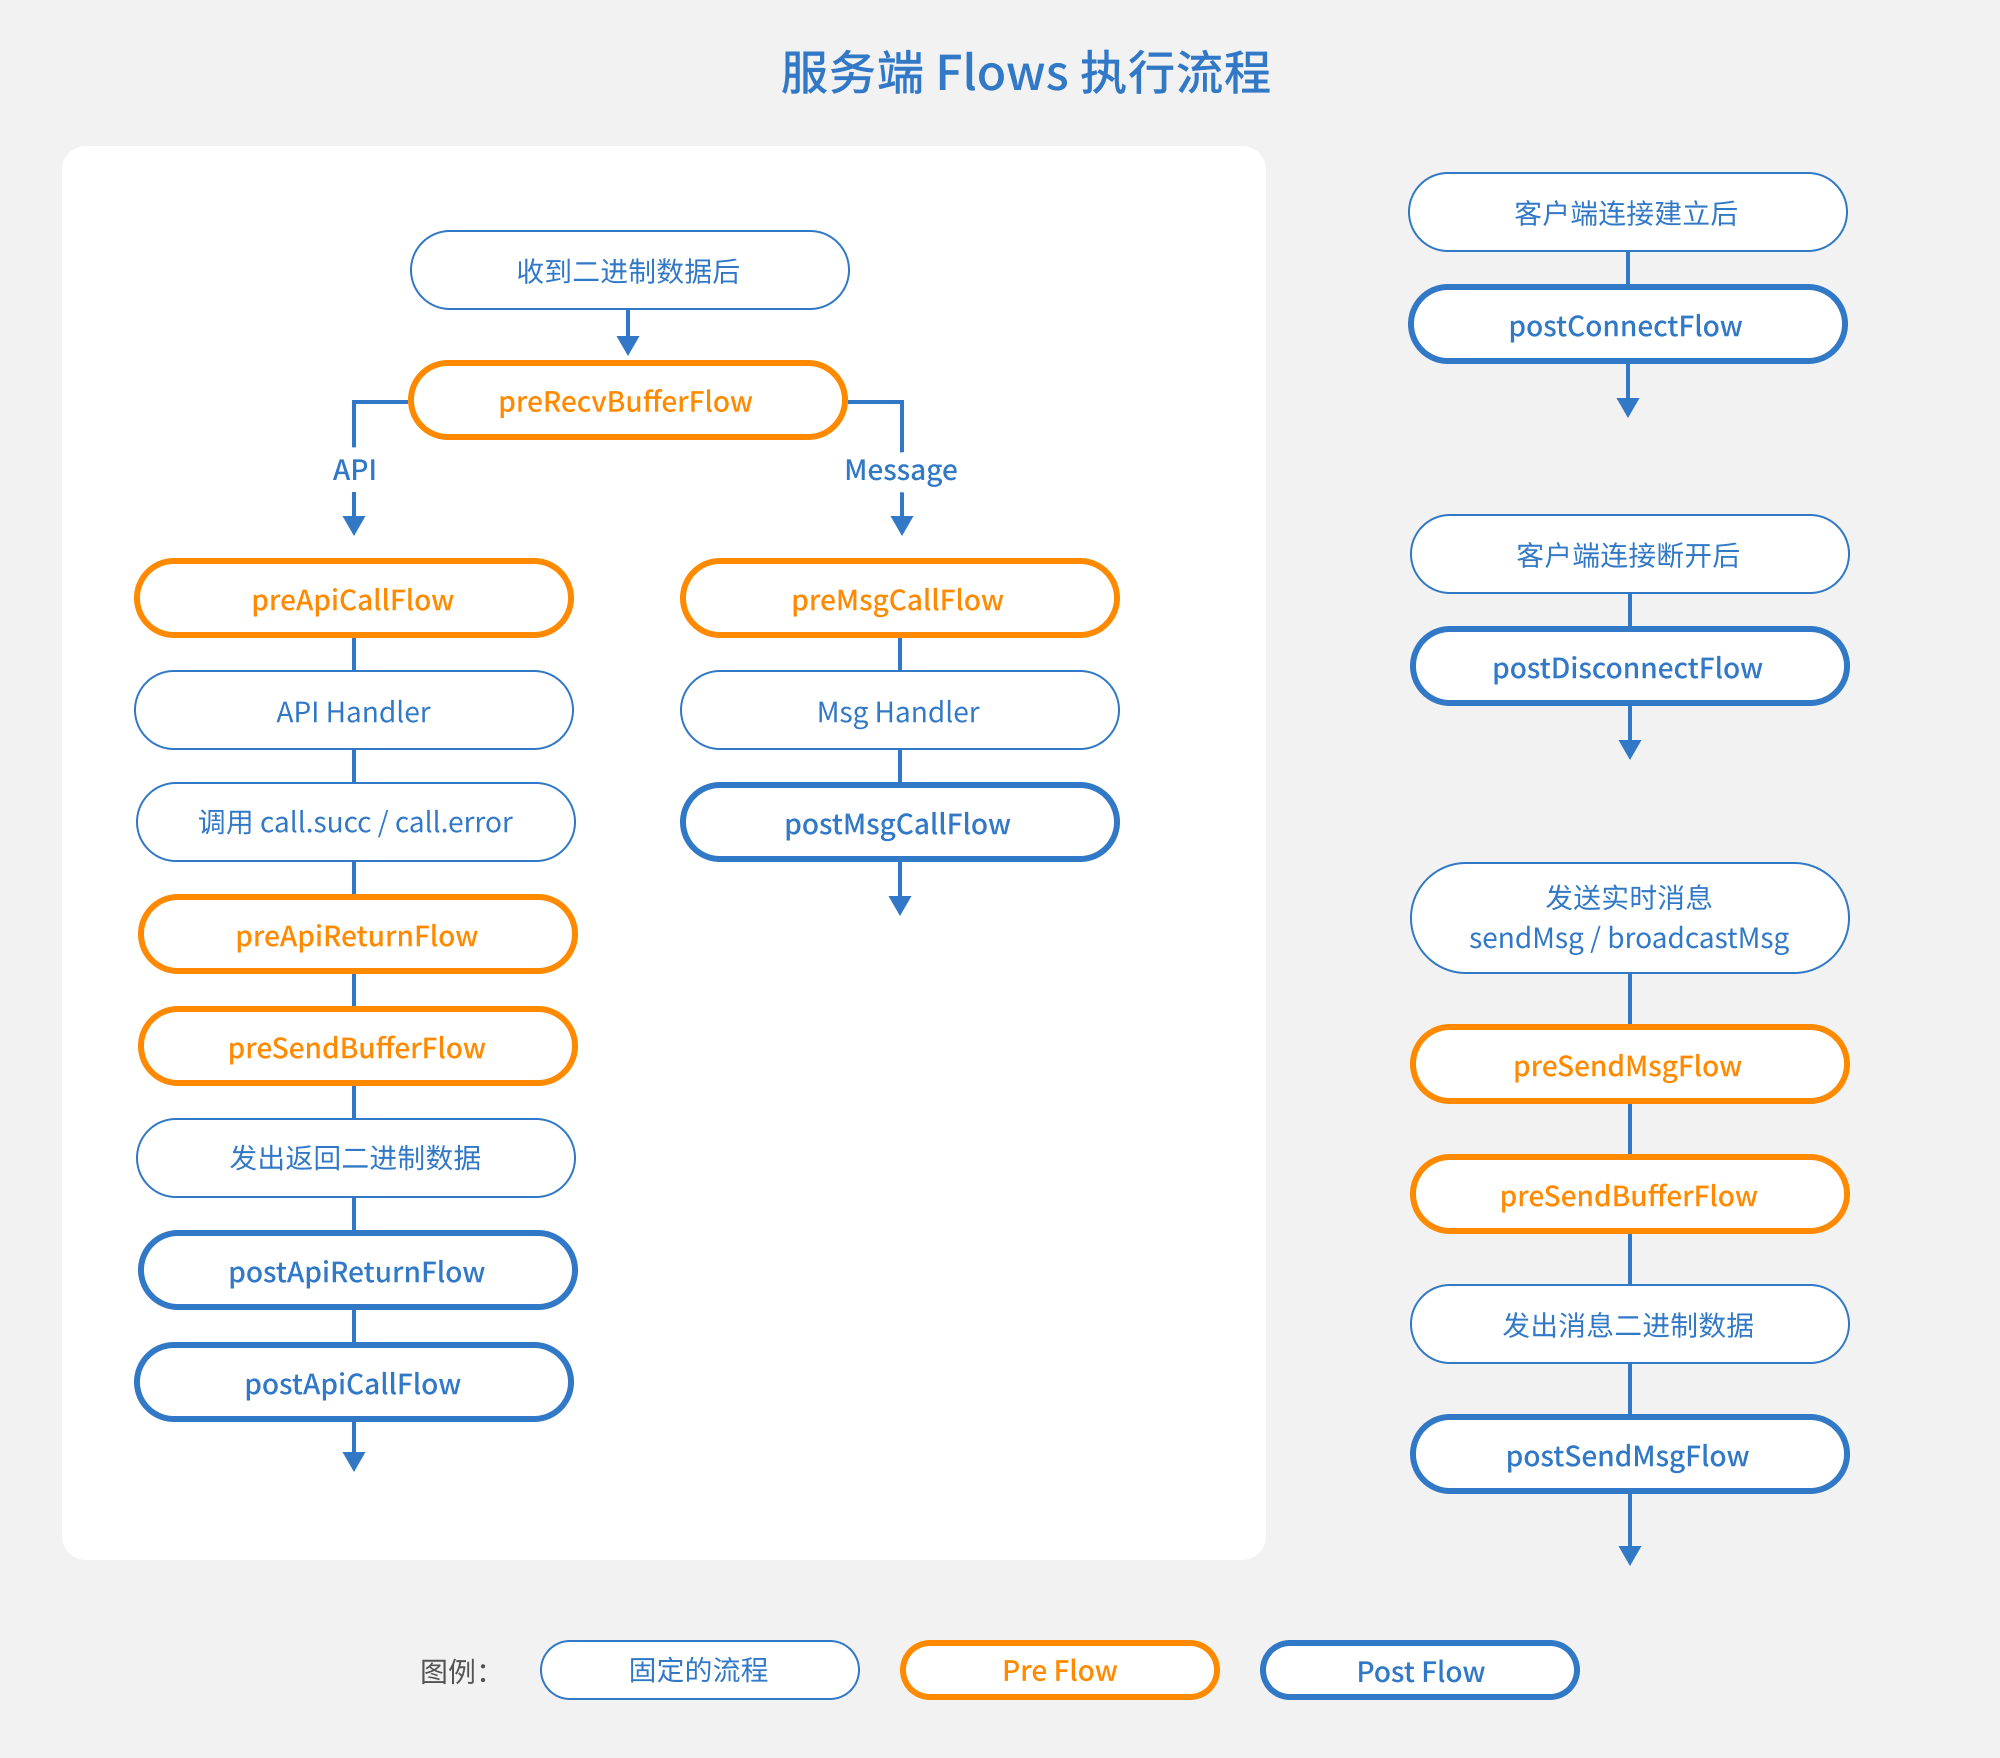 服务端 Flows 执行流程
收到二进制数据后
preRecvBufferFlow
API
Message
preApiCallFlow
API Handler
调用 call.succ / call.error
preApiReturnFlow
preSendBufferFlow
发出返回二进制数据
postApiReturnFlow
postApiCallFlow
preMsgCallFlow
Msg Handler
postMsgCallFlow
客户端连接建立后
postConnectFlow
客户端连接断开后
postDisconnectFlow
发送实时消息
sendMsg / broadcastMsg
preSendMsgFlow
preSendBufferFlow
发出消息二进制数据
postSendMsgFlow
图例：
固定的流程
Pre Flow
Post Flow